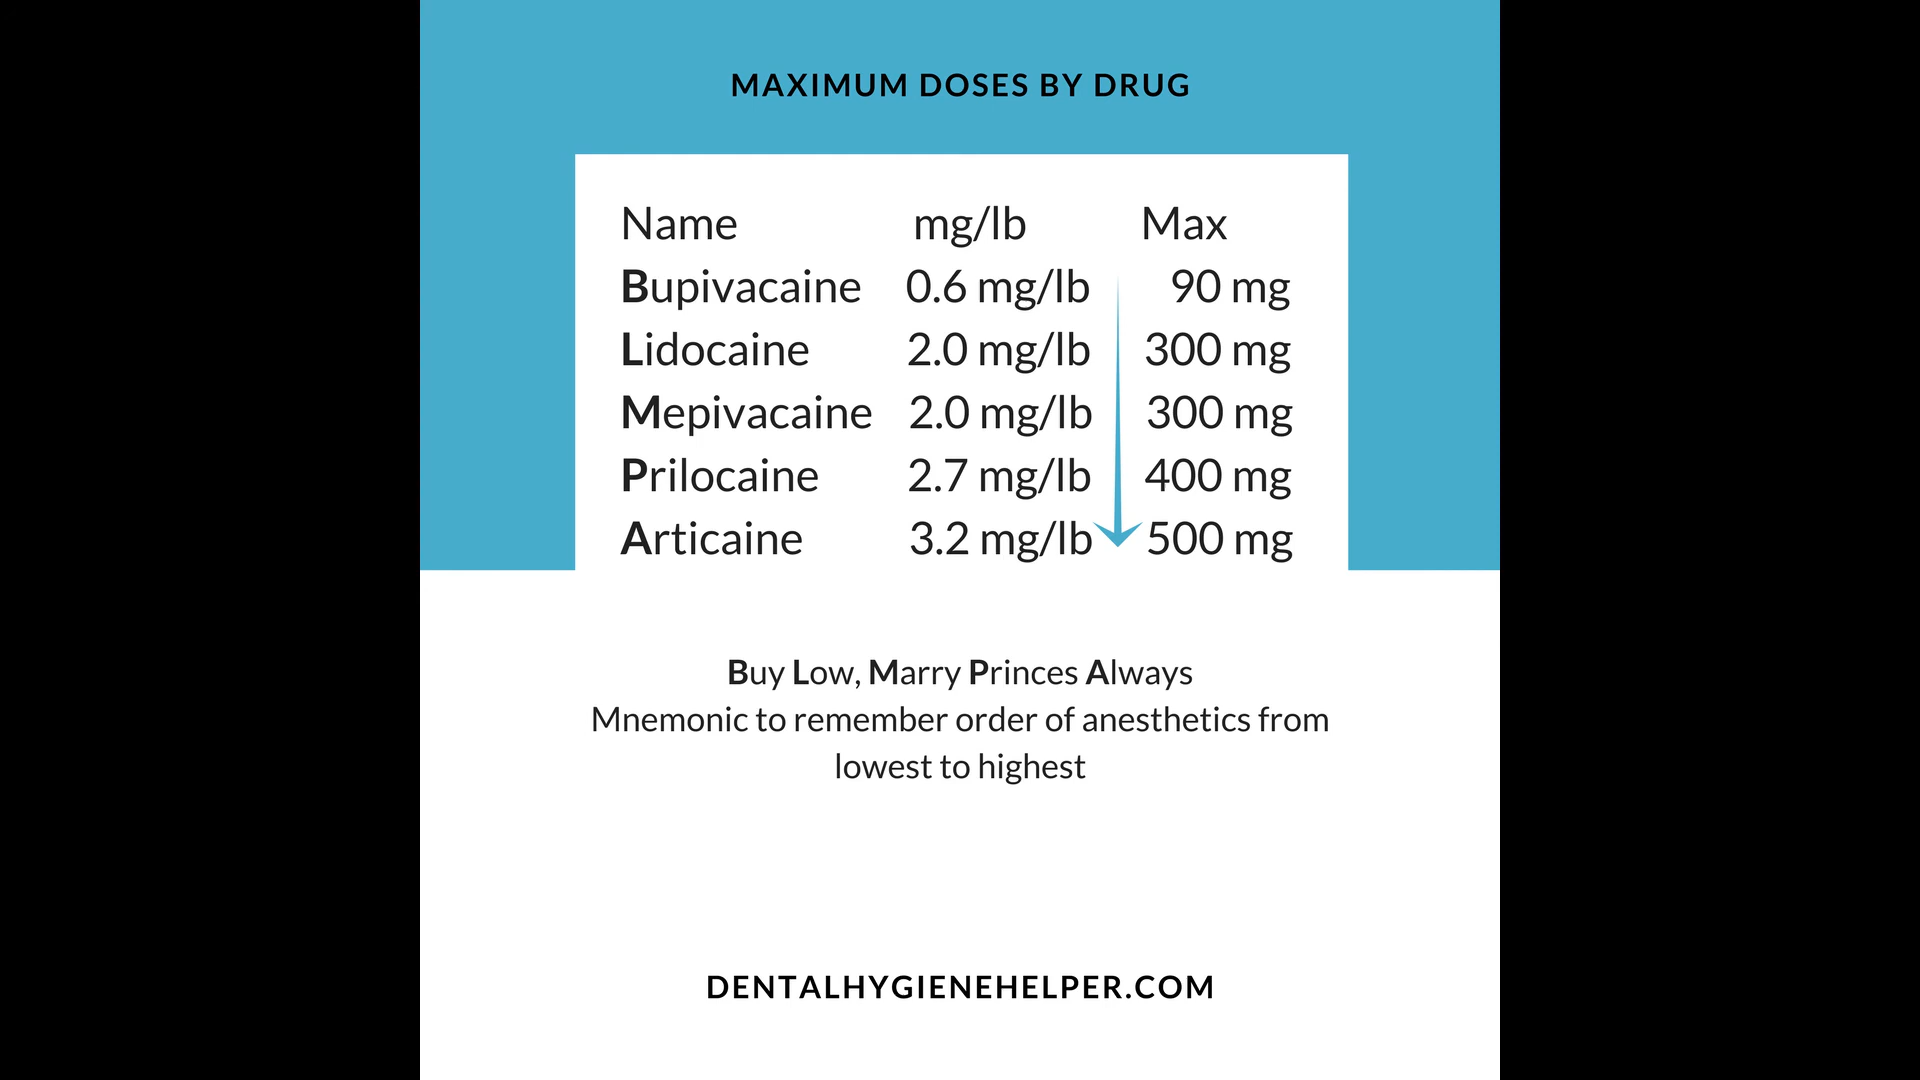 MAXIMUM DOSES BY DRUG
Name mg/lb Max
Bupivacaine 0.6 mg/lb 90 mg
Lidocaine 2.0 mg/lb 300 mg
Mepivacaine 2.0 mg/lb 300 mg
Prilocaine 2.7 mg/lb 400 mg
Articaine 3.2 mg/lb 500 mg
Buy Low, Marry Princes Always
Mnemonic to remember order of anesthetics from
lowest to highest
DENTALHYGIENEHELPER.COM